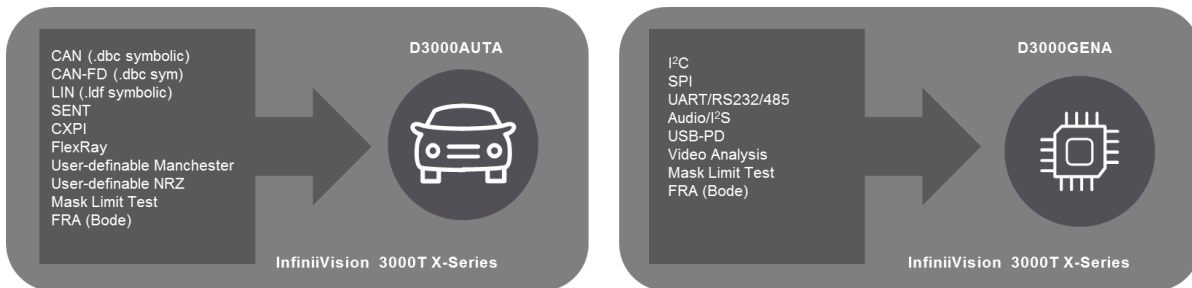 D3000AUTA
CAN (.dbc symbolic)
CAN-FD (.dbc sym)
LIN (.ldf symbolic)
SENT
CXPI
FlexRay
User-definable Manchester
User-definable NRZ
Mask Limit Test
FRA (Bode)
InfiniiVision 3000T X-Series
D3000GENA
I²C
SPI
UART/RS232/485
Audio/I²S
USB-PD
Video Analysis
Mask Limit Test
FRA (Bode)
InfiniiVision 3000T X-Series